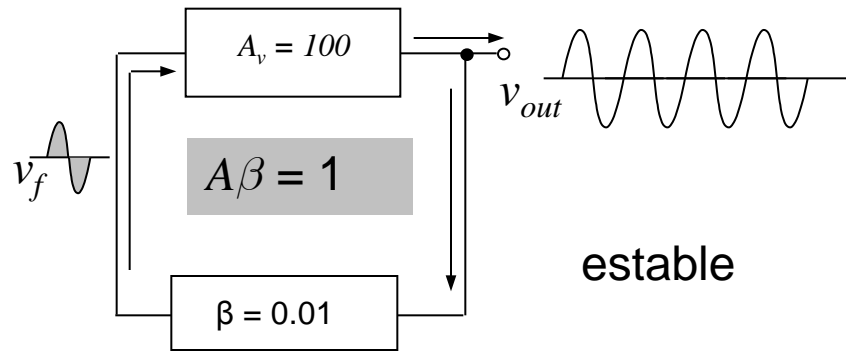 A_v = 100
v_out
v_f
Aβ = 1
estable
β = 0.01